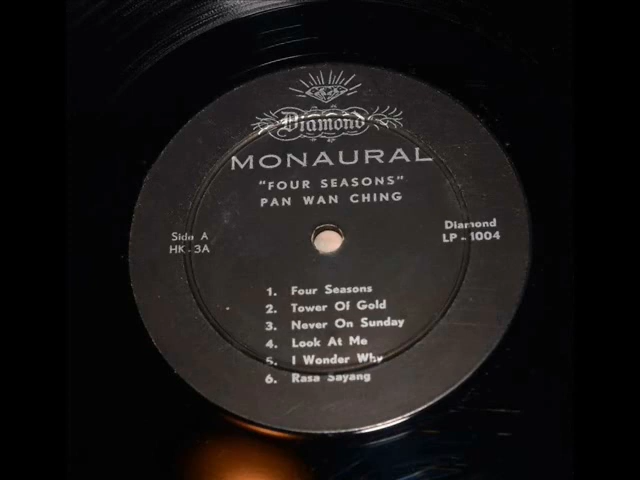 Diamond
MONAURAL
"FOUR SEASONS"
PAN WAN CHING
Side A
HK-3A
Diamond
LP-1004
1. Four Seasons
2. Tower Of Gold
3. Never On Sunday
4. Look At Me
5. I Wonder Why
6. Rasa Sayang